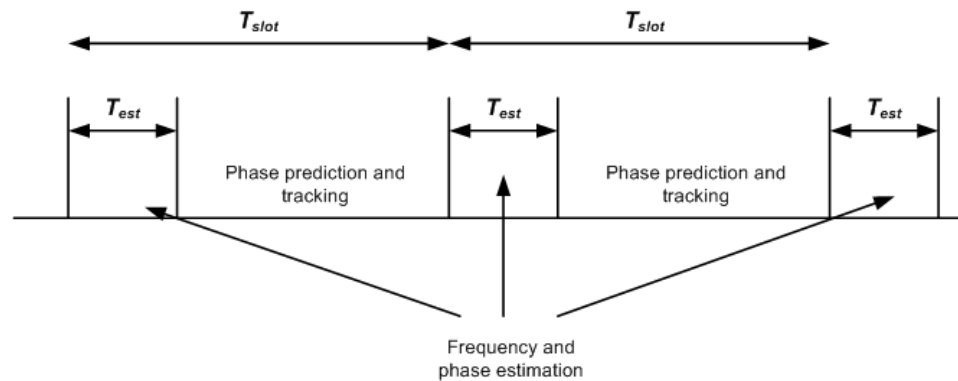 T_slot T_slot
T_est T_est T_est
Phase prediction and Phase prediction and
tracking tracking
Frequency and
phase estimation